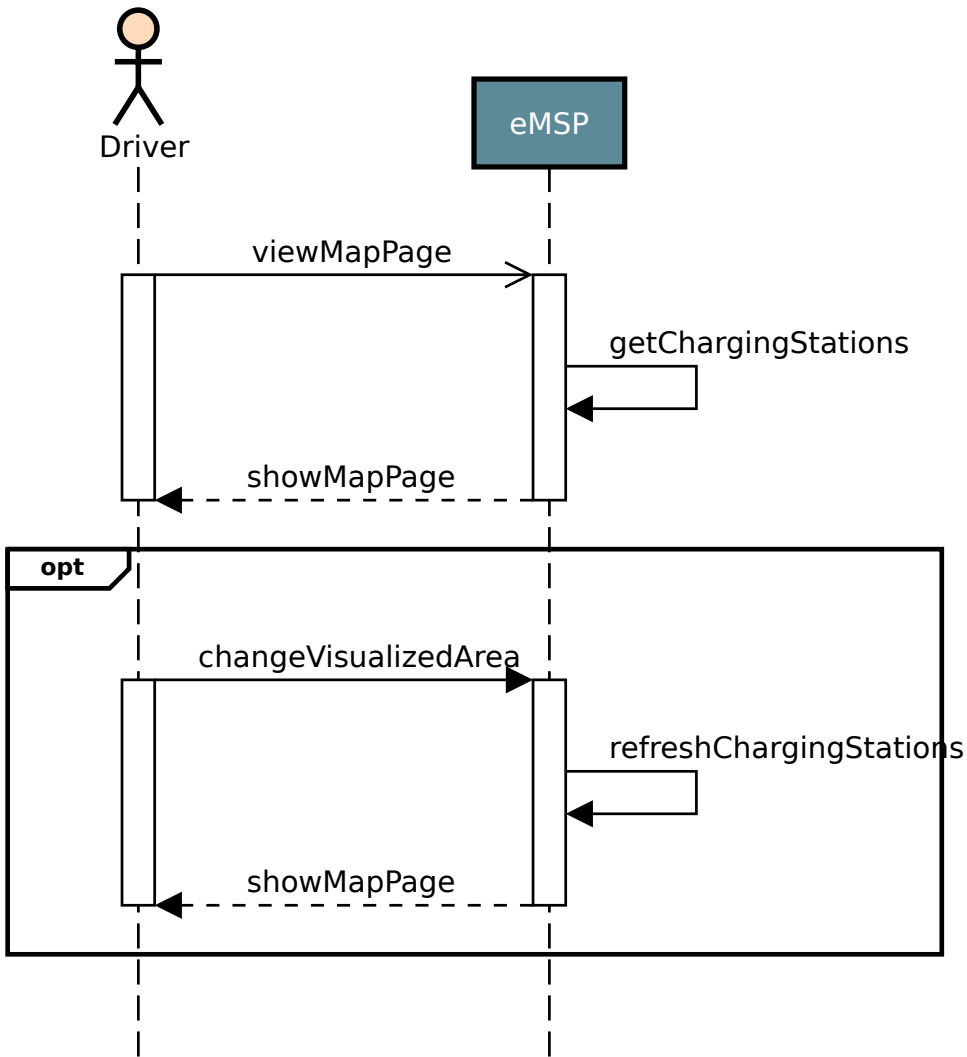 Driver
eMSP
viewMapPage
getChargingStations
showMapPage
opt
changeVisualizedArea
refreshChargingStations
showMapPage